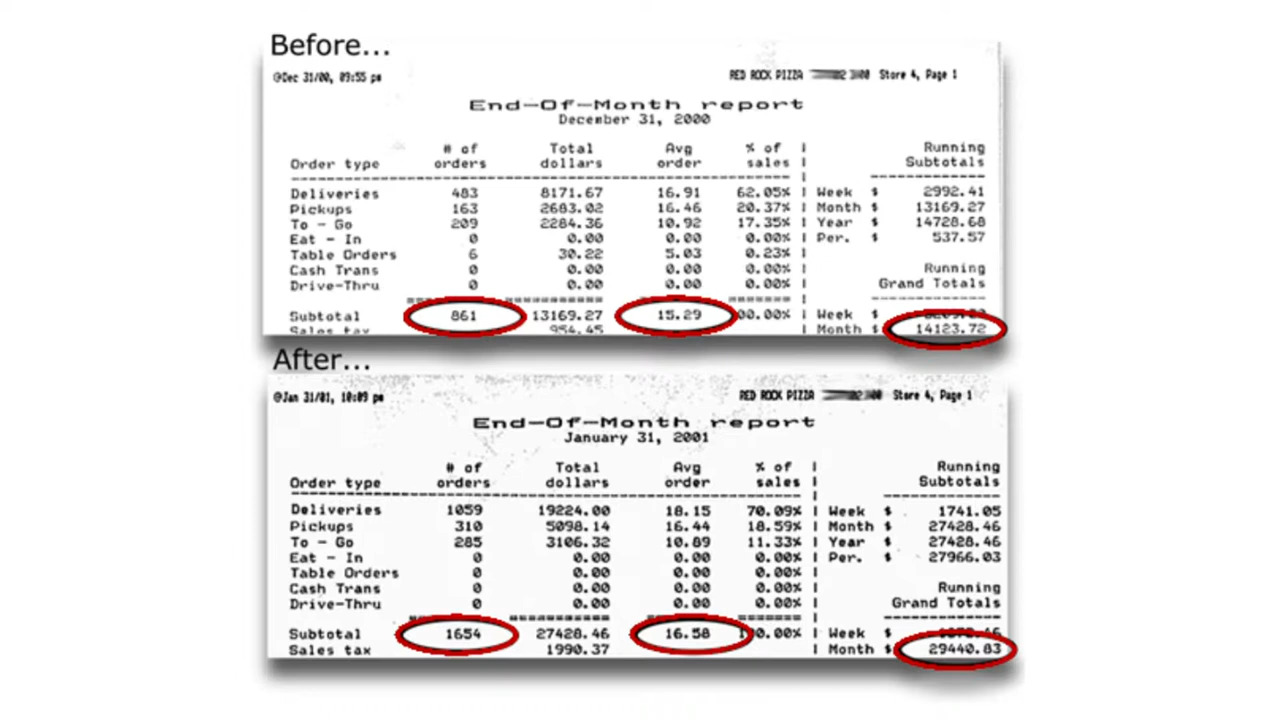 Before...
@Dec 31/00, 09:55 pm RED ROCK PIZZA Store 4, Page 1
End-Of-Month report
December 31, 2000
# of Total Avg % of | Running
Order type orders dollars order sales | Subtotals
Deliveries 483 8171.67 16.91 62.05% | Week $ 2992.41
Pickups 163 2683.02 16.46 20.37% | Month $ 13169.27
To - Go 209 2284.36 10.92 17.35% | Year $ 14728.68
Eat - In 0 0.00 0.00 0.00% | Per. $ 537.57
Table Orders 6 30.22 5.03 0.23% |
Cash Trans 0 0.00 0.00 0.00% | Running
Drive-Thru 0 0.00 0.00 0.00% | Grand Totals
Subtotal 861 13169.27 15.29 00.00% | Week $
Sales tax 954.45 | Month $ 14123.72
After...
@Jan 31/01, 10:09 pm RED ROCK PIZZA Store 4, Page 1
End-Of-Month report
January 31, 2001
# of Total Avg % of | Running
Order type orders dollars order sales | Subtotals
Deliveries 1059 19224.00 18.15 70.09% | Week $ 1741.05
Pickups 310 5098.14 16.44 18.59% | Month $ 27428.46
To - Go 285 3106.32 10.89 11.33% | Year $ 27428.46
Eat - In 0 0.00 0.00 0.00% | Per. $ 27966.03
Table Orders 0 0.00 0.00 0.00% |
Cash Trans 0 0.00 0.00 0.00% | Running
Drive-Thru 0 0.00 0.00 0.00% | Grand Totals
Subtotal 1654 27428.46 16.58 100.00% | Week $
Sales tax 1990.37 | Month $ 29440.83